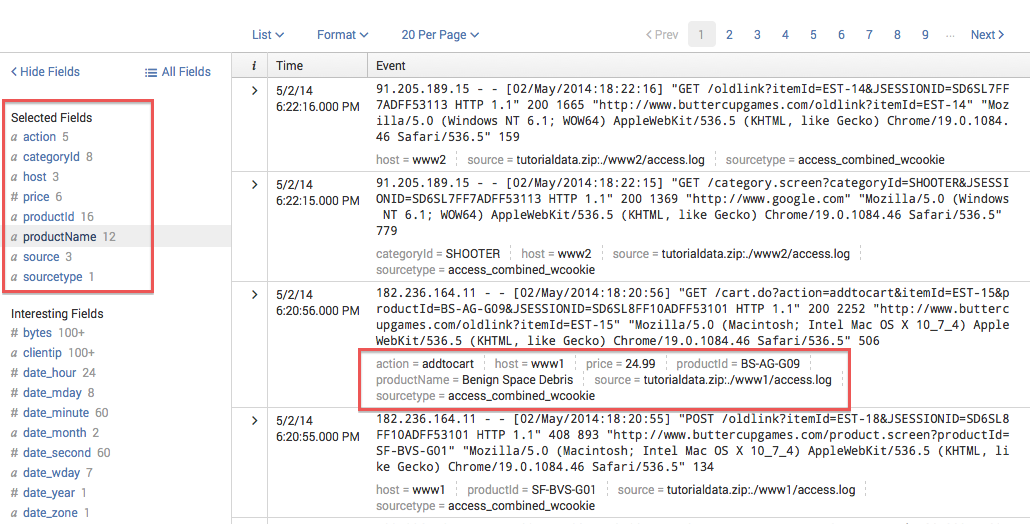 List Format 20 Per Page < Prev 1 2 3 4 5 6 7 8 9 ... Next >
< Hide Fields All Fields
Selected Fields
a action 5
a categoryId 8
a host 3
# price 6
a productId 16
a productName 12
a source 3
a sourcetype 1
Interesting Fields
# bytes 100+
a clientip 100+
# date_hour 24
# date_mday 8
# date_minute 60
a date_month 2
# date_second 60
a date_wday 7
# date_year 1
a date_zone 1
i Time Event
> 5/2/14
6:22:16.000 PM
91.205.189.15 - - [02/May/2014:18:22:16] "GET /oldlink?itemId=EST-14&JSESSIONID=SD6SL7FF
7ADFF53113 HTTP 1.1" 200 1665 "http://www.buttercupgames.com/oldlink?itemId=EST-14" "Moz
illa/5.0 (Windows NT 6.1; WOW64) AppleWebKit/536.5 (KHTML, like Gecko) Chrome/19.0.1084.
46 Safari/536.5" 159
host = www2 source = tutorialdata.zip:./www2/access.log sourcetype = access_combined_wcookie
> 5/2/14
6:22:15.000 PM
91.205.189.15 - - [02/May/2014:18:22:15] "GET /category.screen?categoryId=SHOOTER&JSESSI
ONID=SD6SL7FF7ADFF53113 HTTP 1.1" 200 1369 "http://www.google.com" "Mozilla/5.0 (Windows
NT 6.1; WOW64) AppleWebKit/536.5 (KHTML, like Gecko) Chrome/19.0.1084.46 Safari/536.5"
779
categoryId = SHOOTER host = www2 source = tutorialdata.zip:./www2/access.log
sourcetype = access_combined_wcookie
> 5/2/14
6:20:56.000 PM
182.236.164.11 - - [02/May/2014:18:20:56] "GET /cart.do?action=addtocart&itemId=EST-15&p
roductId=BS-AG-G09&JSESSIONID=SD6SL8FF10ADFF53101 HTTP 1.1" 200 2252 "http://www.butterc
upgames.com/oldlink?itemId=EST-15" "Mozilla/5.0 (Macintosh; Intel Mac OS X 10_7_4) Apple
WebKit/536.5 (KHTML, like Gecko) Chrome/19.0.1084.46 Safari/536.5" 506
action = addtocart host = www1 price = 24.99 productId = BS-AG-G09
productName = Benign Space Debris source = tutorialdata.zip:./www1/access.log
sourcetype = access_combined_wcookie
> 5/2/14
6:20:55.000 PM
182.236.164.11 - - [02/May/2014:18:20:55] "POST /oldlink?itemId=EST-18&JSESSIONID=SD6SL8
FF10ADFF53101 HTTP 1.1" 408 893 "http://www.buttercupgames.com/product.screen?productId=
SF-BVS-G01" "Mozilla/5.0 (Macintosh; Intel Mac OS X 10_7_4) AppleWebKit/536.5 (KHTML, li
ke Gecko) Chrome/19.0.1084.46 Safari/536.5" 134
host = www1 productId = SF-BVS-G01 source = tutorialdata.zip:./www1/access.log
sourcetype = access_combined_wcookie